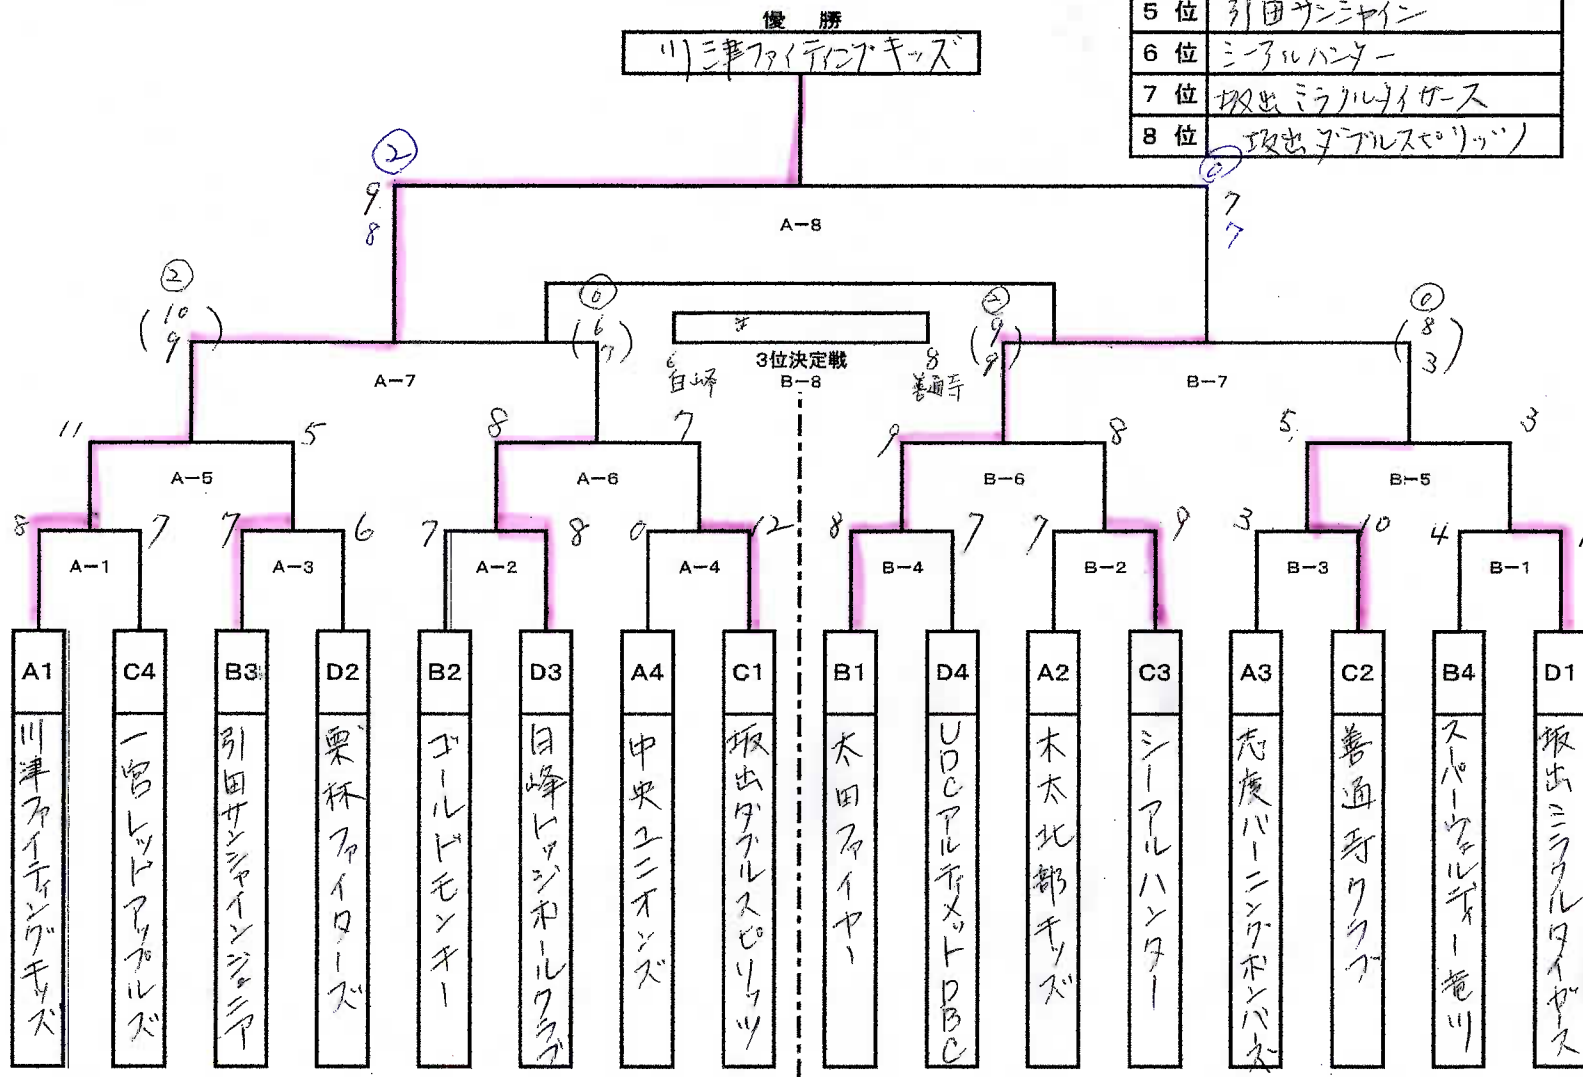 優勝
川津ファイティングキッズ
5位 引田サンシャイン
6位 シーアルハンター
7位 坂出ミラクルタイガース
8位 坂出ダブルスピリッツ
② ⓪
9 7
8 7
A-8
② ⓪ ② ⓪
(10 9) (6 7) (9 9) (8 3)
3位決定戦
6 8
白峰 B-8 善通寺
A-7 B-7
11 5 8 7 9 8 5 3
A-5 A-6 B-6 B-5
8 7 7 6 7 8 0 12 8 7 7 9 3 10 4
A-1 A-3 A-2 A-4 B-4 B-2 B-3 B-1
A1 C4 B3 D2 B2 D3 A4 C1 B1 D4 A2 C3 A3 C2 B4 D1
川津ファイティングキッズ
一宮レッドアップルズ
引田サンシャインジュニア
栗林ファイターズ
ゴールドモンキー
白峰ドッジボールクラブ
中央ユニオンズ
坂出ダブルスピリッツ
太田ファイヤー
UDCアルティメットDBC
木太北部キッズ
シーアルハンター
志度バーニングボンバーズ
善通寺クラブ
スパーヴェルディー竜川
坂出ミラクルタイガース